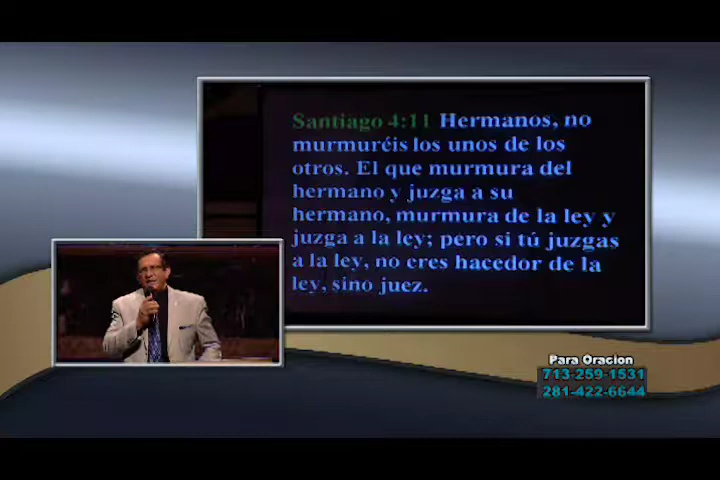 Santiago 4:11 Hermanos, no
murmuréis los unos de los
otros. El que murmura del
hermano y juzga a su
hermano, murmura de la ley y
juzga a la ley; pero si tú juzgas
a la ley, no eres hacedor de la
ley, sino juez.
Para Oracion
713-259-1531
281-422-6644